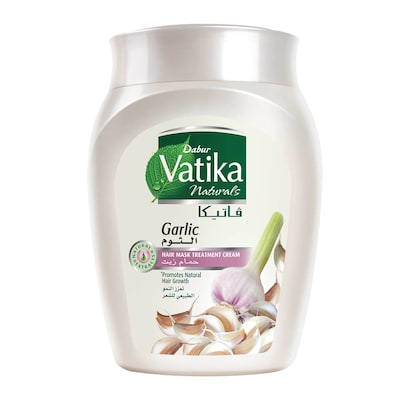 Dabur
Vatika
Naturals
ڤاتيكا
Garlic
الثوم
HAIR MASK TREATMENT CREAM
حمام زيت
Promotes Natural
Hair Growth
تعزز النمو
الطبيعي للشعر